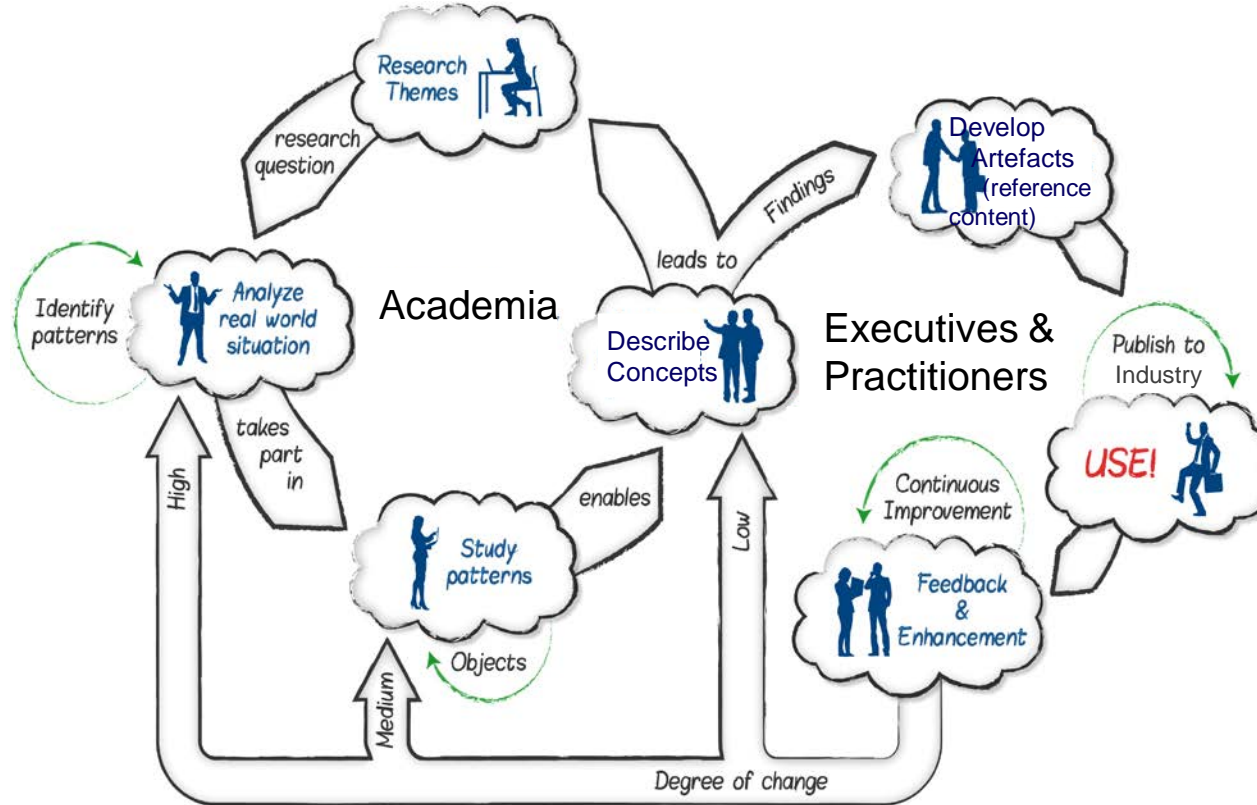 Research
Themes
research
question
Identify
patterns
Analyze
real world
situation
Academia
takes
part
in
Study
patterns
Objects
enables
Describe
Concepts
leads to
Findings
Develop
Artefacts
(reference
content)
Executives &
Practitioners
Publish to
Industry
USE!
Continuous
Improvement
Feedback
&
Enhancement
High
Medium
Low
Degree of change